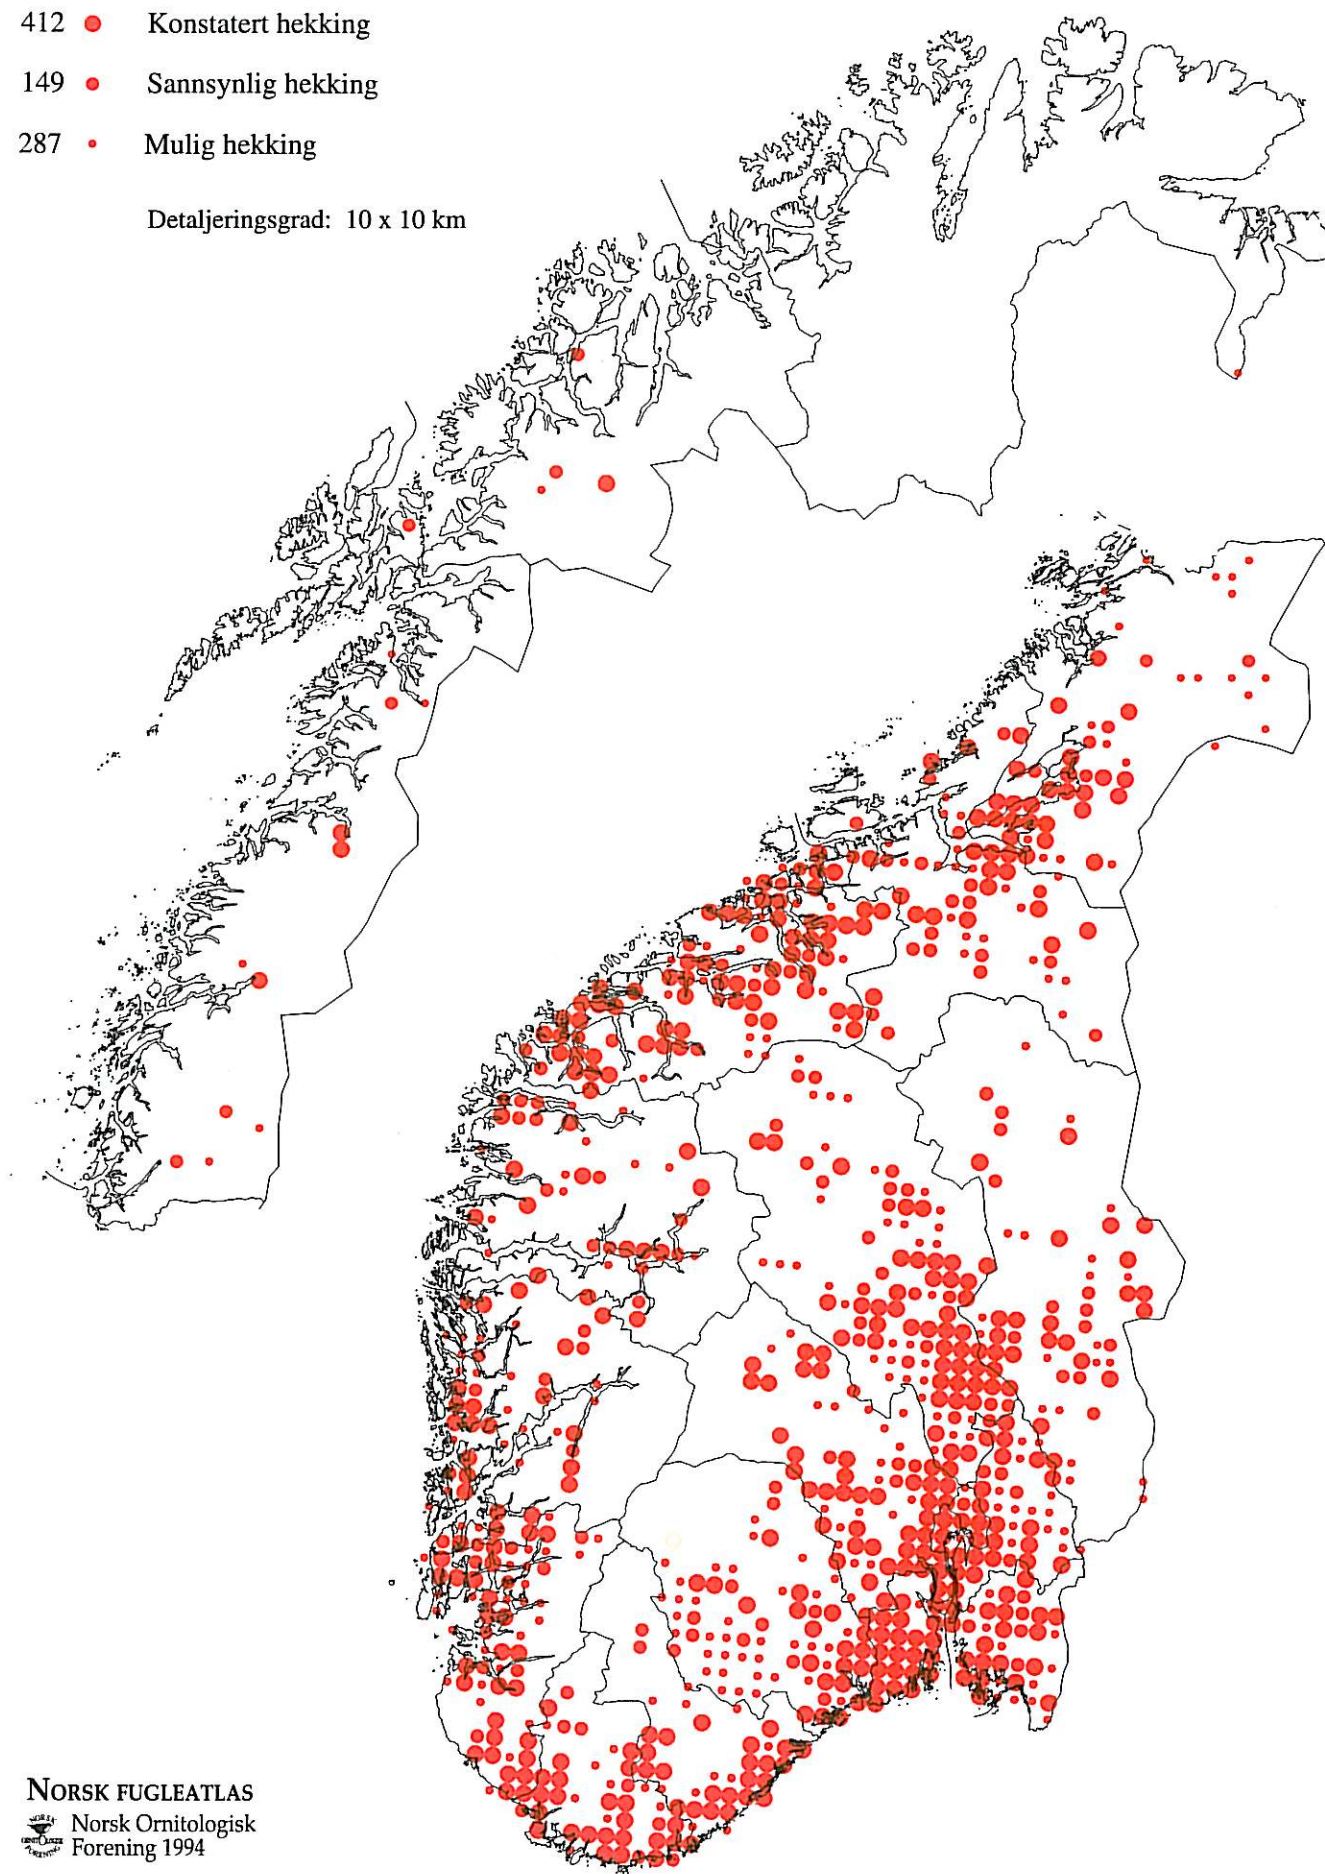 412 Konstatert hekking
149 Sannsynlig hekking
287 Mulig hekking
Detaljeringsgrad: 10 x 10 km
NORSK FUGLEATLAS
Norsk Ornitologisk
Forening 1994